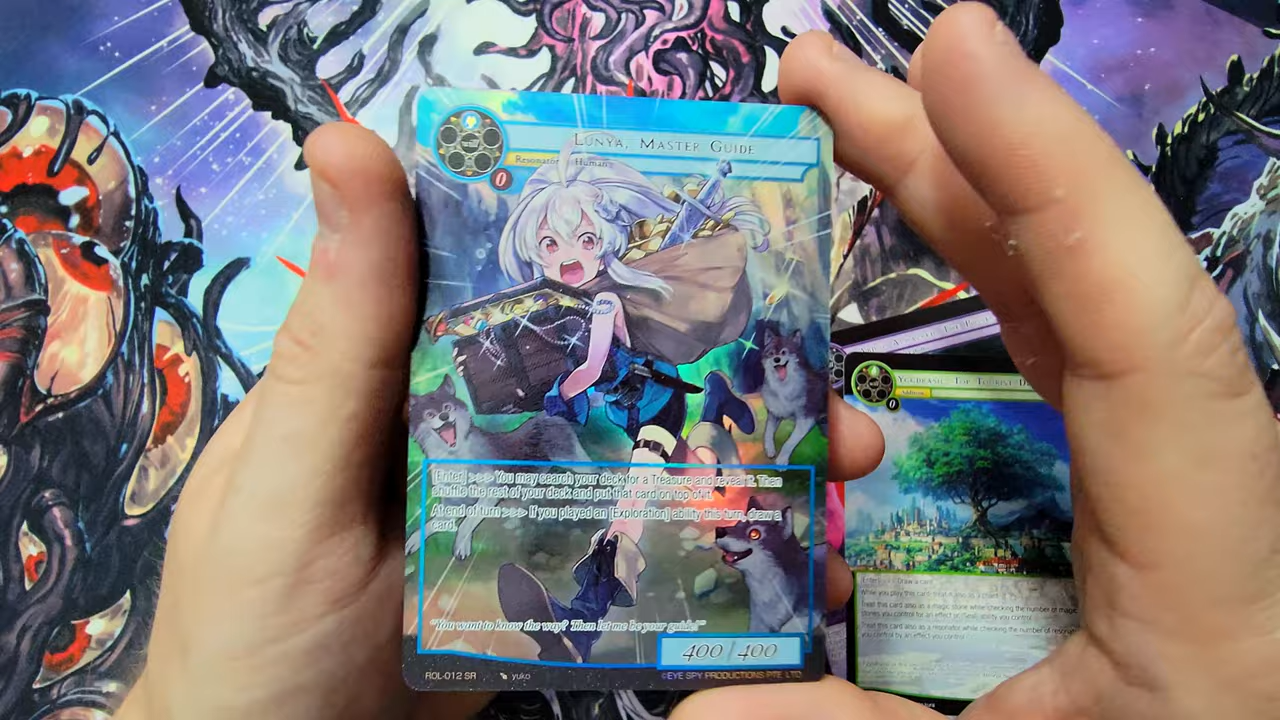 LUNYA, MASTER GUIDE
Resonator : Human
0
[Enter] >>> You may search your deck for a Treasure and reveal it. Then
shuffle the rest of your deck and put that card on top of it.
At end of turn >>> If you played an [Exploration] ability this turn, draw a
card.
"You want to know the way? Then let me be your guide!"
400 / 400
ROL-012 SR yuko ©EYE SPY PRODUCTIONS PTE. LTD
YGGDRASIL, THE TOURIST
Addition
0
[Enter] >>> Draw a card.
While you play this card, treat it also as a chant.
Treat this card also as a magic stone while checking the number of magic
stones you control for an effect or [Seal] ability you control.
Treat this card also as a resonator while checking the number of
you control by an effect you control.